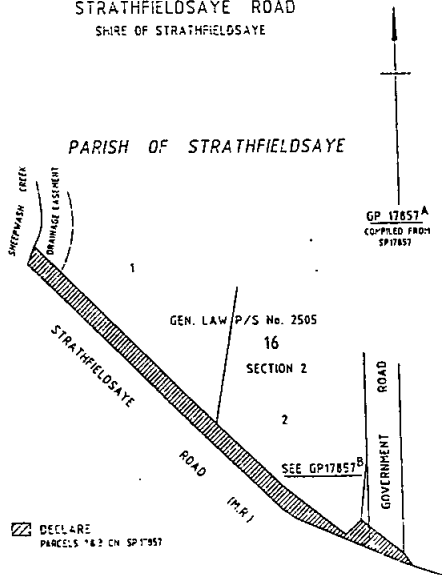 STRATHFIELDSAYE ROAD
SHIRE OF STRATHFIELDSAYE
PARISH OF STRATHFIELDSAYE
SHEEPWASH CREEK
DRAINAGE EASEMENT
GP 17857A
COMPILED FROM
SP17857
1
GEN. LAW P/S No. 2505
16
SECTION 2
2
STRATHFIELDSAYE
ROAD
(M.R.)
SEE GP17857B
GOVERNMENT ROAD
DECLARE
PARCELS 1&3 ON SP17857